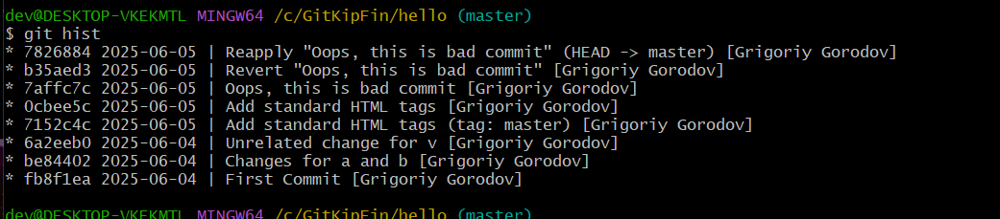 dev@DESKTOP-VKEKMTL MINGW64 /c/GitKipFin/hello (master)
$ git hist
* 7826884 2025-06-05 | Reapply "Oops, this is bad commit" (HEAD -> master) [Grigoriy Gorodov]
* b35aed3 2025-06-05 | Revert "Oops, this is bad commit" [Grigoriy Gorodov]
* 7affc7c 2025-06-05 | Oops, this is bad commit [Grigoriy Gorodov]
* 0cbee5c 2025-06-05 | Add standard HTML tags [Grigoriy Gorodov]
* 7152c4c 2025-06-05 | Add standard HTML tags (tag: master) [Grigoriy Gorodov]
* 6a2eeb0 2025-06-04 | Unrelated change for v [Grigoriy Gorodov]
* be84402 2025-06-04 | Changes for a and b [Grigoriy Gorodov]
* fb8f1ea 2025-06-04 | First Commit [Grigoriy Gorodov]
dev@DESKTOP-VKEKMTL MINGW64 /c/GitKipFin/hello (master)